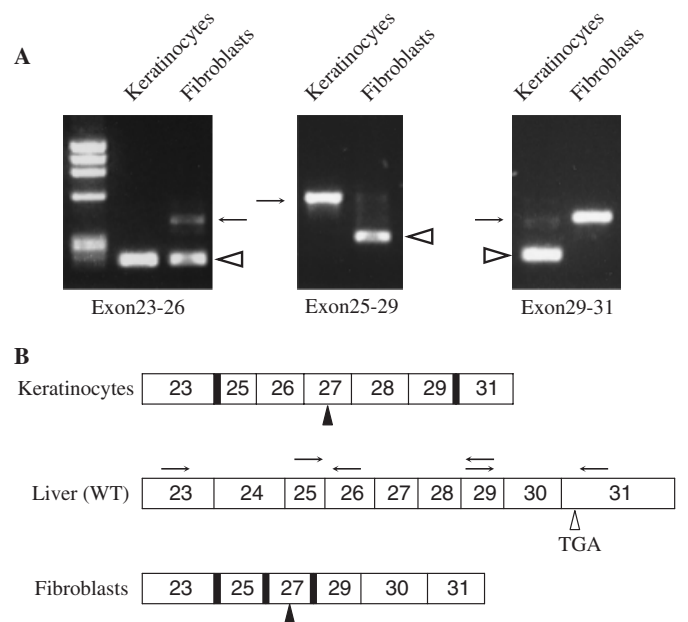 A
Keratinocytes
Fibroblasts
Keratinocytes
Fibroblasts
Keratinocytes
Fibroblasts
Exon23-26
Exon25-29
Exon29-31
B
Keratinocytes 23 25 26 27 28 29 31
Liver (WT) 23 24 25 26 27 28 29 30 31
TGA
Fibroblasts 23 25 27 29 30 31